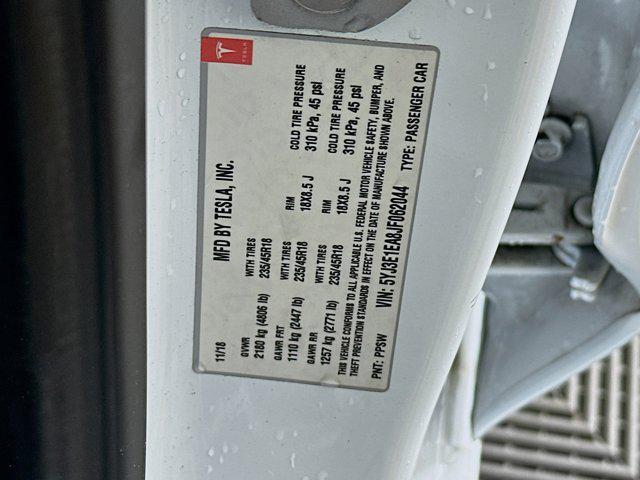 TESLA
MFD BY TESLA, INC.
11/18
GVWR
2180 kg (4806 lb)
WITH TIRES
235/45R18
RIM
18X8.5 J
COLD TIRE PRESSURE
310 kPa, 45 psi
GAWR FRT
1110 kg (2447 lb)
WITH TIRES
235/45R18
GAWR RR
1257 kg (2771 lb)
WITH TIRES
235/45R18
RIM
18X8.5 J
COLD TIRE PRESSURE
310 kPa, 45 psi
THIS VEHICLE CONFORMS TO ALL APPLICABLE U.S. FEDERAL MOTOR VEHICLE SAFETY, BUMPER, AND
THEFT PREVENTION STANDARDS IN EFFECT ON THE DATE OF MANUFACTURE SHOWN ABOVE.
PNT: PPSW VIN: 5YJ3E1EA8JF062044 TYPE: PASSENGER CAR